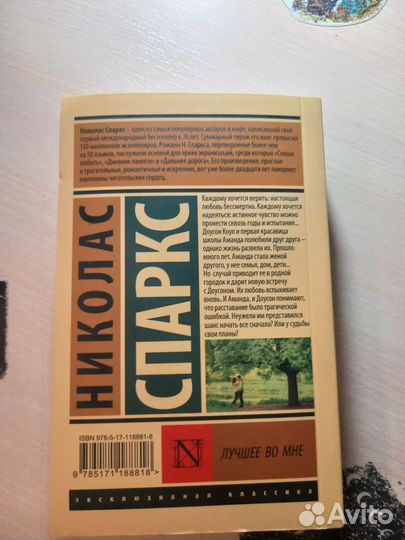 Николас Спаркс – один из самых популярных авторов в мире, написавший свой
первый международный бестселлер в 26 лет. Суммарный тираж его книг превысил
150 миллионов экземпляров. Романы Н. Спаркса, переведенные более чем
на 50 языков, послужили основой для ярких экранизаций, среди которых «Спеши
любить», «Дневник памяти» и «Дальняя дорога». Его произведения, простые
и трогательные, романтичные и искренние, вот уже более двадцати лет покоряют
миллионы читательских сердец.
НИКОЛАС
СПАРКС
Каждому хочется верить: настоящая
любовь бессмертна. Каждому хочется
надеяться: истинное чувство можно
пронести сквозь годы и испытания...
Доусон Коул и первая красавица
школы Аманда полюбили друг друга –
однако жизнь развела их. Прошло
много лет. Аманда стала женой
другого, у нее семья, дом, дети...
Но случай приводит ее в родной
городок и дарит новую встречу
с Доусоном. Их любовь вспыхивает
вновь. И Аманда, и Доусон понимают,
что расставание было трагической
ошибкой. Неужели им представился
шанс начать все сначала? Или у судьбы
свои планы?
ISBN 978-5-17-118881-8
9 785171 188818 >
N
ЛУЧШЕЕ ВО МНЕ
эксклюзивная классика
Avito